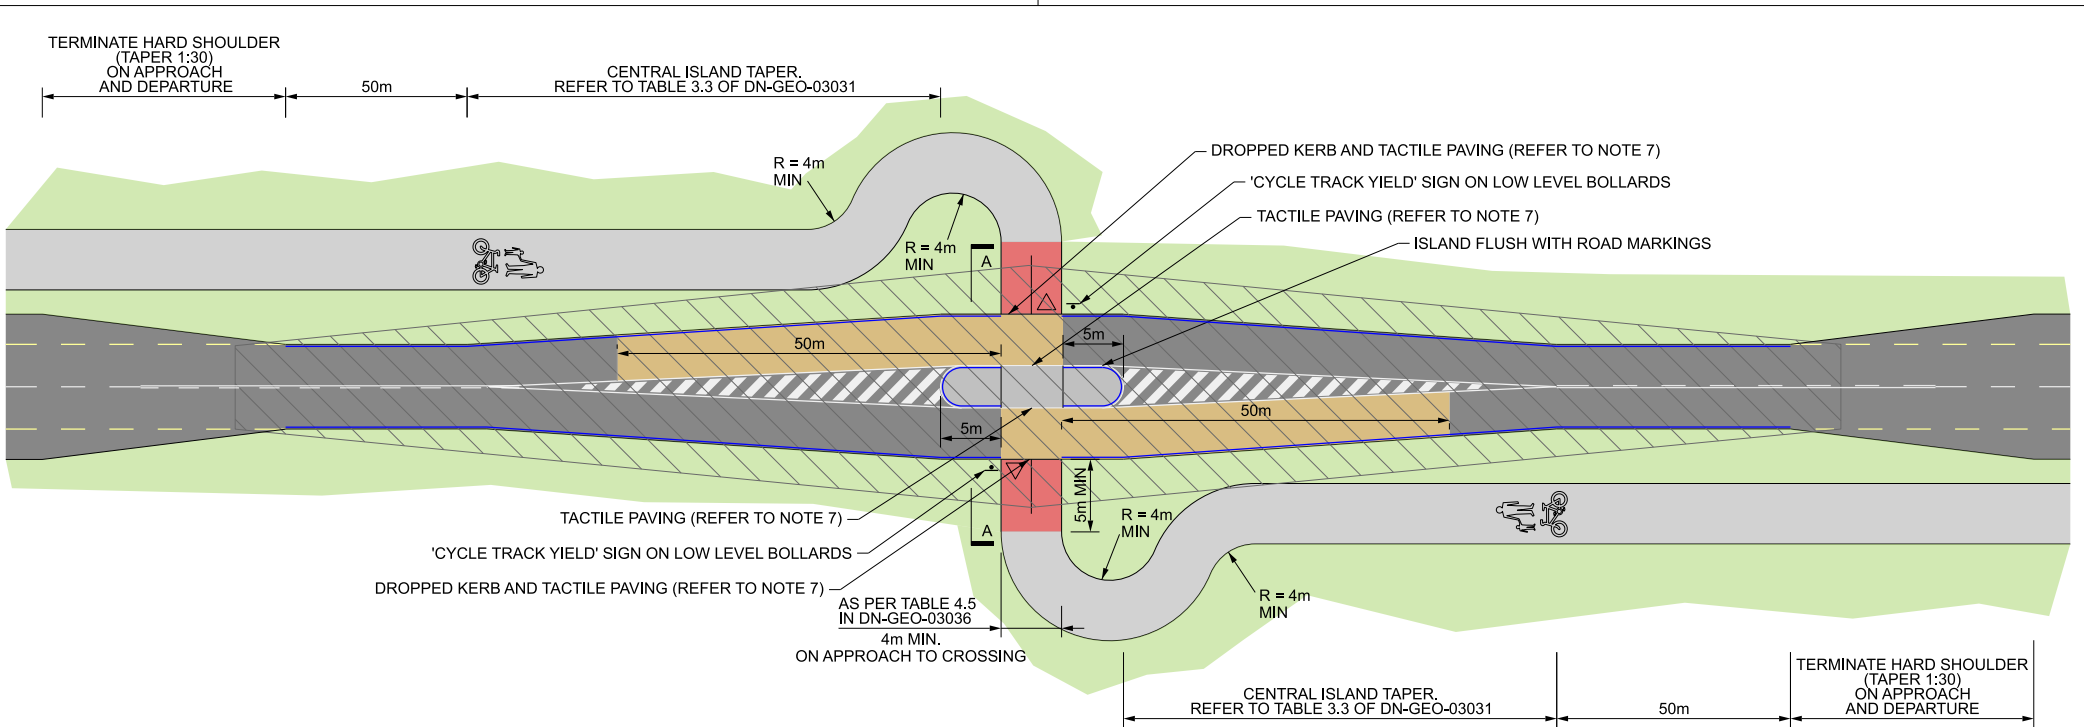 TERMINATE HARD SHOULDER
(TAPER 1:30)
ON APPROACH
AND DEPARTURE
50m
CENTRAL ISLAND TAPER.
REFER TO TABLE 3.3 OF DN-GEO-03031
R = 4m
MIN
R = 4m
MIN
A
DROPPED KERB AND TACTILE PAVING (REFER TO NOTE 7)
'CYCLE TRACK YIELD' SIGN ON LOW LEVEL BOLLARDS
TACTILE PAVING (REFER TO NOTE 7)
ISLAND FLUSH WITH ROAD MARKINGS
50m
5m
5m
50m
5m MIN
TACTILE PAVING (REFER TO NOTE 7)
'CYCLE TRACK YIELD' SIGN ON LOW LEVEL BOLLARDS
DROPPED KERB AND TACTILE PAVING (REFER TO NOTE 7)
A
R = 4m
MIN
R = 4m
MIN
AS PER TABLE 4.5
IN DN-GEO-03036
4m MIN.
ON APPROACH TO CROSSING
CENTRAL ISLAND TAPER.
REFER TO TABLE 3.3 OF DN-GEO-03031
50m
TERMINATE HARD SHOULDER
(TAPER 1:30)
ON APPROACH
AND DEPARTURE